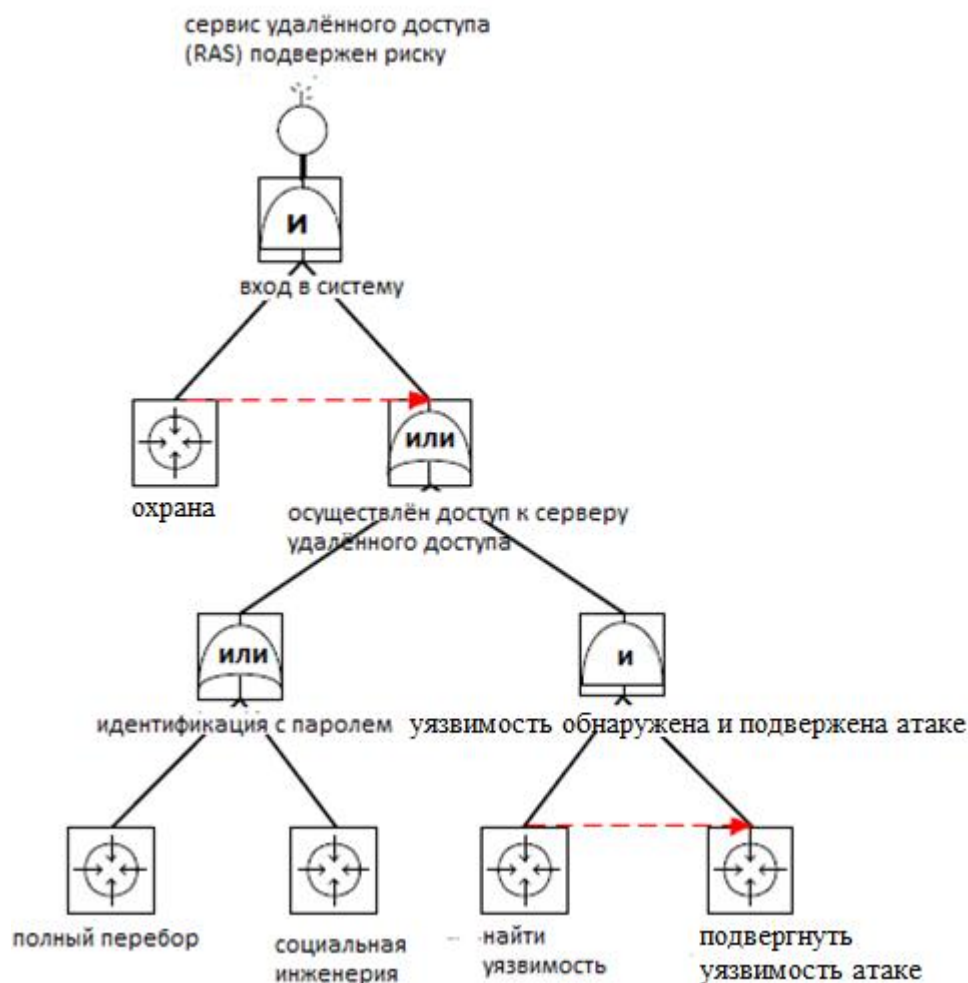 сервис удалённого доступа
(RAS) подвержен риску
и
вход в систему
или
охрана
осуществлён доступ к серверу
удалённого доступа
или
и
идентификация с паролем
уязвимость обнаружена и подвержена атаке
полный перебор
социальная
инженерия
найти
уязвимость
подвергнуть
уязвимость атаке